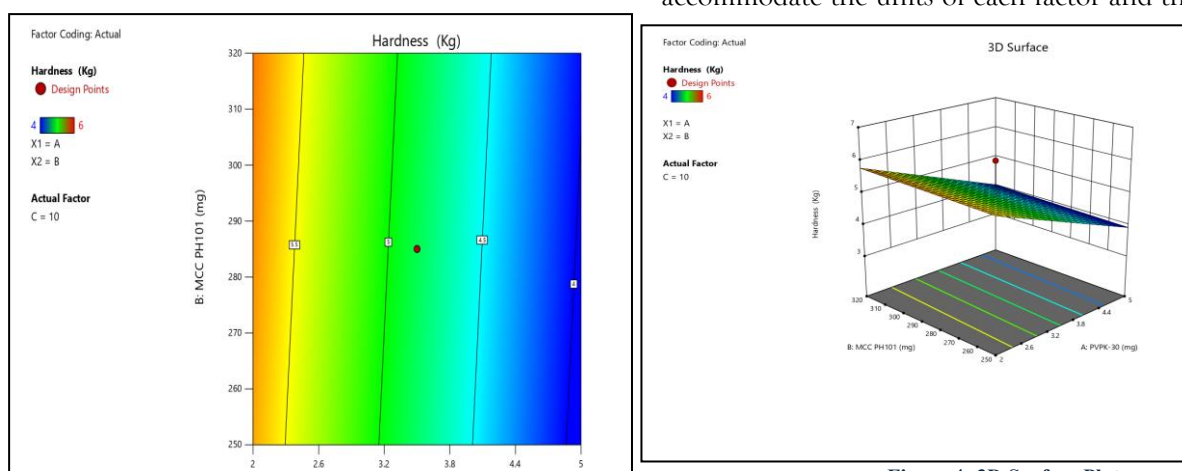 accommodate the units of each factor and th
Factor Coding: Actual
Hardness (Kg)
Design Points
4 6
X1 = A
X2 = B
Actual Factor
C = 10
Hardness (Kg)
B: MCC PH101 (mg)
320
310
300
290
280
270
260
250
2 2.6 3.2 3.8 4.4 5
5.5
5
4.5
4
Factor Coding: Actual
Hardness (Kg)
Design Points
4 6
X1 = A
X2 = B
Actual Factor
C = 10
3D Surface
Hardness (Kg)
7
6
5
4
3
320
310
300
290
280
270
260
250
B: MCC PH101 (mg)
2
2.6
3.2
3.8
4.4
5
A: PVPK-30 (mg)